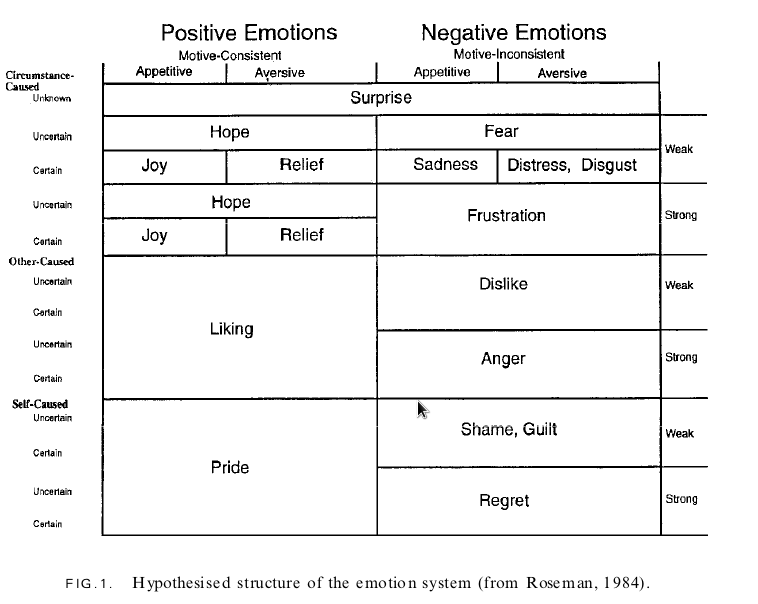 Positive Emotions Negative Emotions
Motive-Consistent Motive-Inconsistent
Appetitive Aversive Appetitive Aversive
Circumstance-
Caused
Unknown Surprise
Uncertain Hope Fear
Weak
Certain Joy Relief Sadness Distress, Disgust
Uncertain Hope
Frustration Strong
Certain Joy Relief
Other-Caused
Uncertain Dislike Weak
Certain
Liking
Uncertain
Anger Strong
Certain
Self-Caused
Uncertain
Shame, Guilt Weak
Certain
Pride
Uncertain
Regret Strong
Certain
FIG.1. Hypothesised structure of the emotion system (from Roseman, 1984).